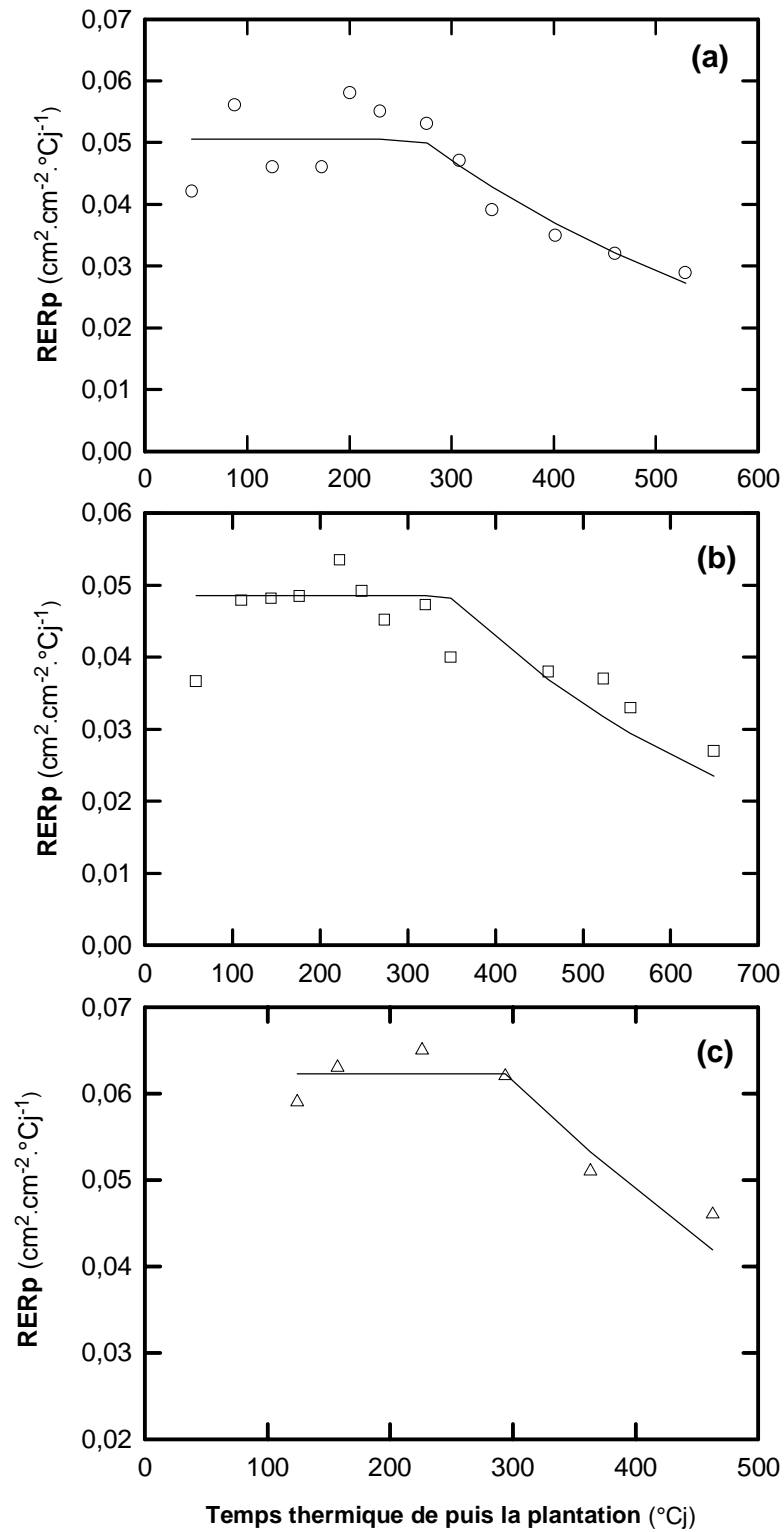 0,07
(a)
0,06
0,05
0,04
0,03
0,02
0,01
0,00
RERp (cm².cm⁻².°Cj⁻¹)
0 100 200 300 400 500 600
0,06
(b)
0,05
0,04
0,03
0,02
0,01
0,00
RERp (cm².cm⁻².°Cj⁻¹)
0 100 200 300 400 500 600 700
0,07
(c)
0,06
0,05
0,04
0,03
0,02
RERp (cm².cm⁻².°Cj⁻¹)
0 100 200 300 400 500
Temps thermique de puis la plantation (°Cj)